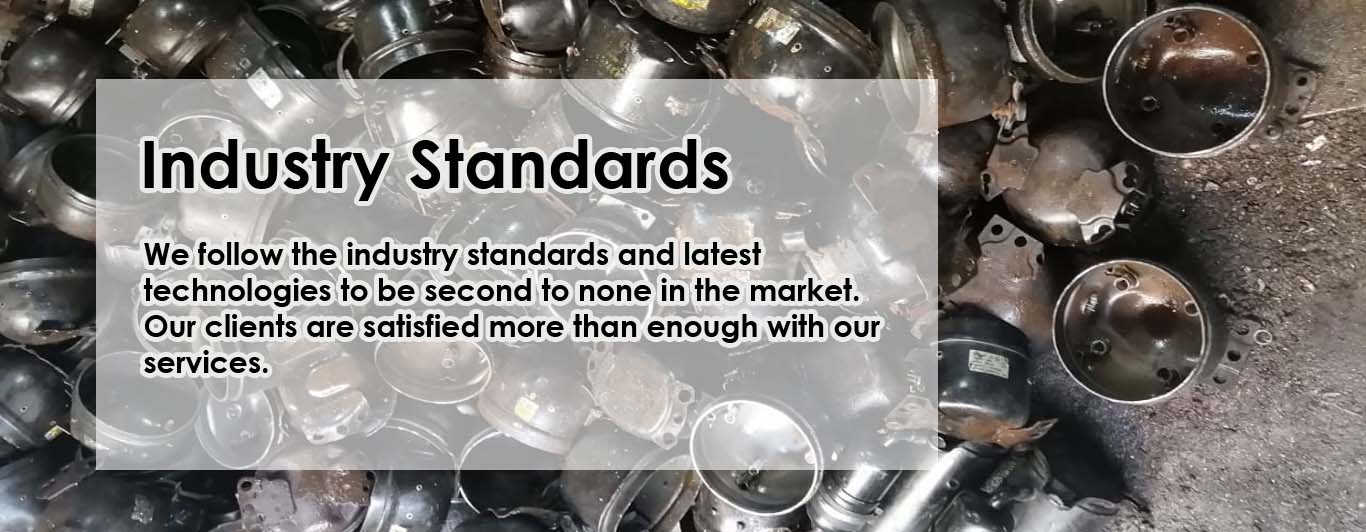 Industry Standards
We follow the industry standards and latest
technologies to be second to none in the market.
Our clients are satisfied more than enough with our
services.